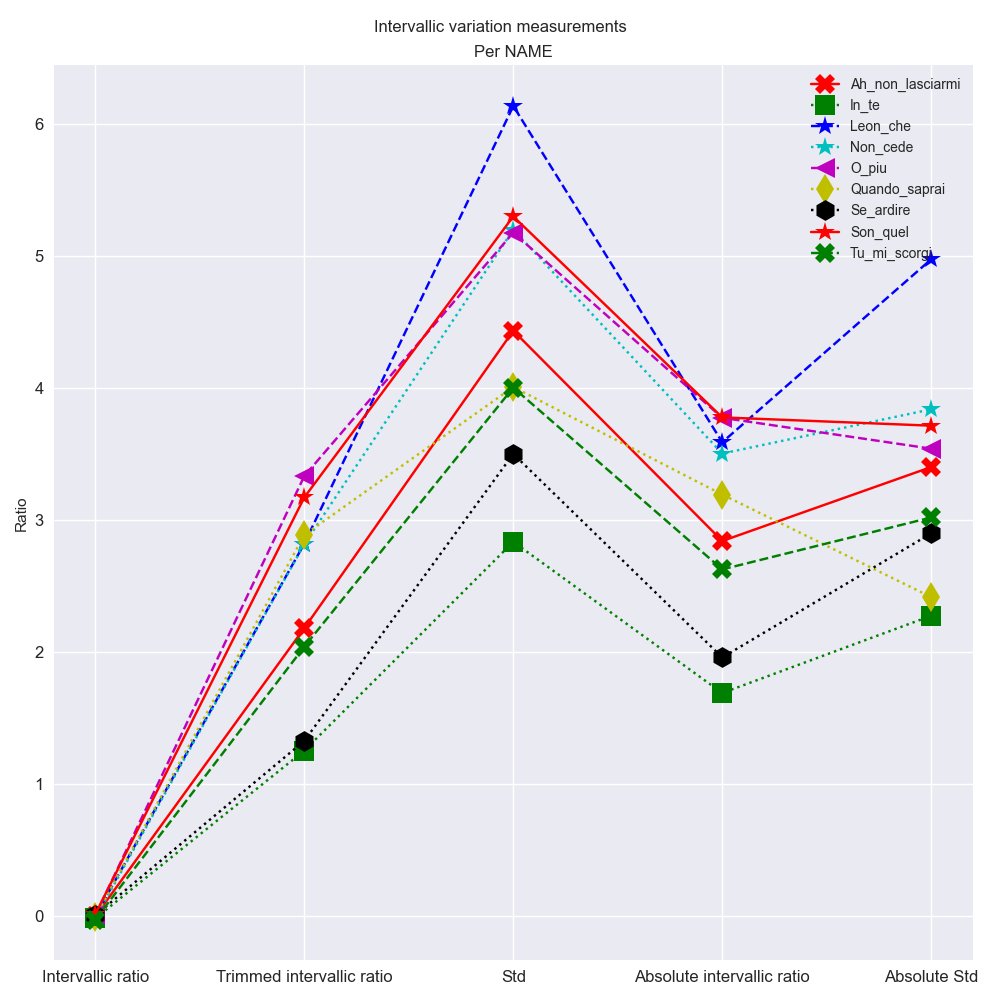 Intervallic variation measurements
Per NAME
Ah_non_lasciarmi
In_te
Leon_che
Non_cede
O_piu
Quando_saprai
Se_ardire
Son_quel
Tu_mi_scorgi
6
5
4
3
2
1
0
Ratio
Intervallic ratio
Trimmed intervallic ratio
Std
Absolute intervallic ratio
Absolute Std